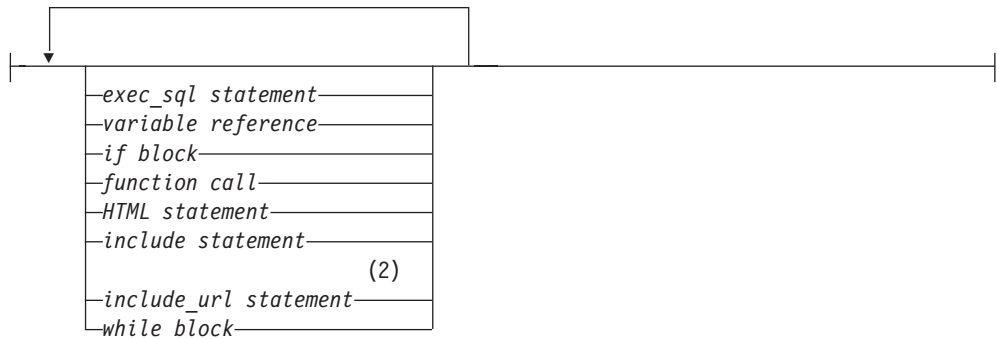 exec_sql statement
variable reference
if block
function call
HTML statement
include statement
(2)
include_url statement
while block